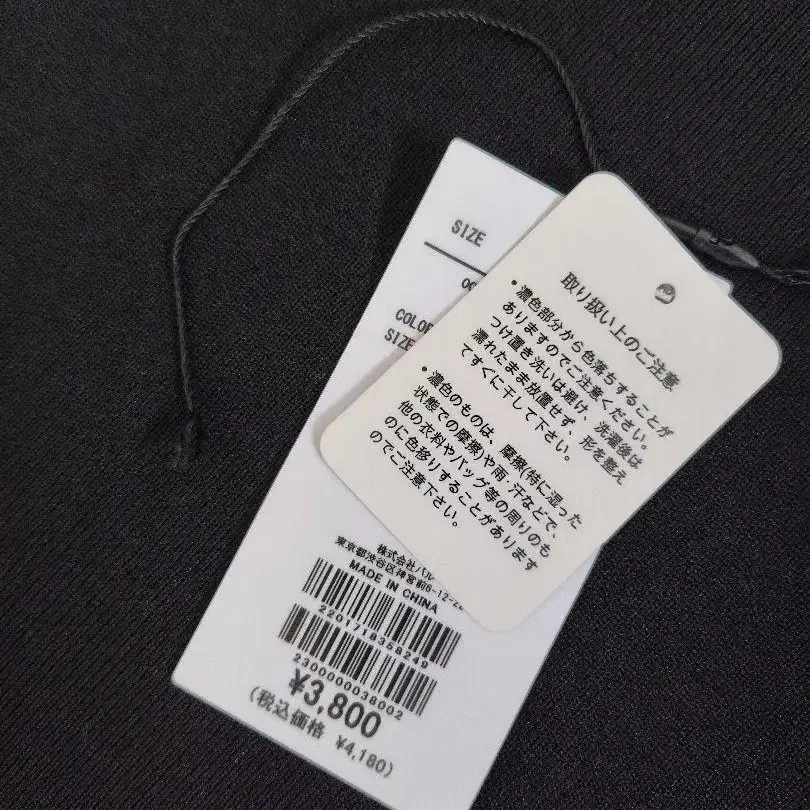 SIZE
COLOR
SIZE
取り扱い上のご注意
• 濃色部分から色落ちすることが
ありますのでご注意ください。
つけ置き洗いは避け、洗濯後は
濡れたまま放置せず、形を整え
てすぐに干して下さい。
• 濃色のものは、摩擦(特に湿った
状態での摩擦)や雨・汗などで、
他の衣料やバッグ等の周りのも
のに色移りすることがあります
のでご注意下さい。
株式会社パル
東京都渋谷区神宮前6-12-22
MADE IN CHINA
2201718358249
2300000038002
¥3,800
(税込価格 ¥4,180)